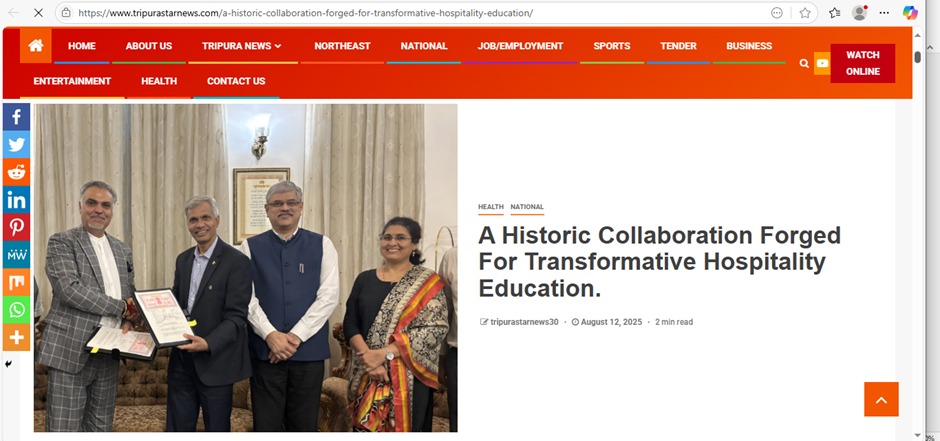 https://www.tripurastarnews.com/a-historic-collaboration-forged-for-transformative-hospitality-education/
HOME ABOUT US TRIPURA NEWS NORTHEAST NATIONAL JOB/EMPLOYMENT SPORTS TENDER BUSINESS
WATCH
ONLINE
ENTERTAINMENT HEALTH CONTACT US
HEALTH NATIONAL
A Historic Collaboration Forged
For Transformative Hospitality
Education.
tripurastarnews30 · August 12, 2025 · 2 min read